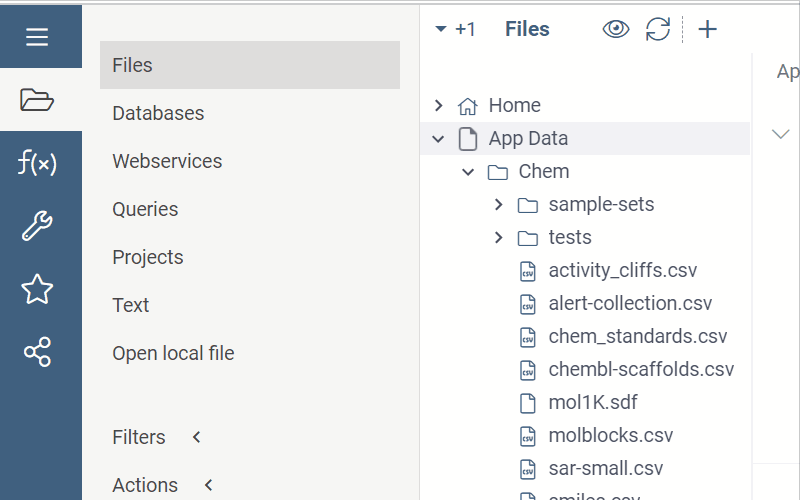 f(x)
Files
Databases
Webservices
Queries
Projects
Text
Open local file
Filters
Actions
+1 Files
Home
App Data
Chem
sample-sets
tests
activity_cliffs.csv
alert-collection.csv
chem_standards.csv
chembl-scaffolds.csv
mol1K.sdf
molblocks.csv
sar-small.csv
smiles.csv
Ap